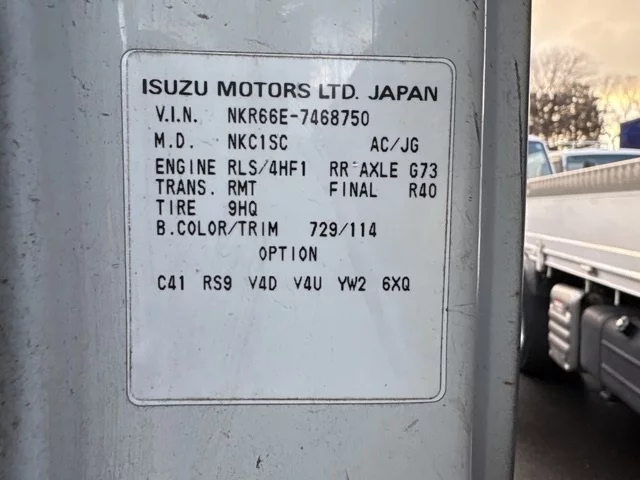 ISUZU MOTORS LTD. JAPAN
V.I.N. NKR66E-7468750
M.D. NKC1SC AC/JG
ENGINE RLS/4HF1 RR AXLE G73
TRANS. RMT FINAL R40
TIRE 9HQ
B.COLOR/TRIM 729/114
OPTION
C41 RS9 V4D V4U YW2 6XQ